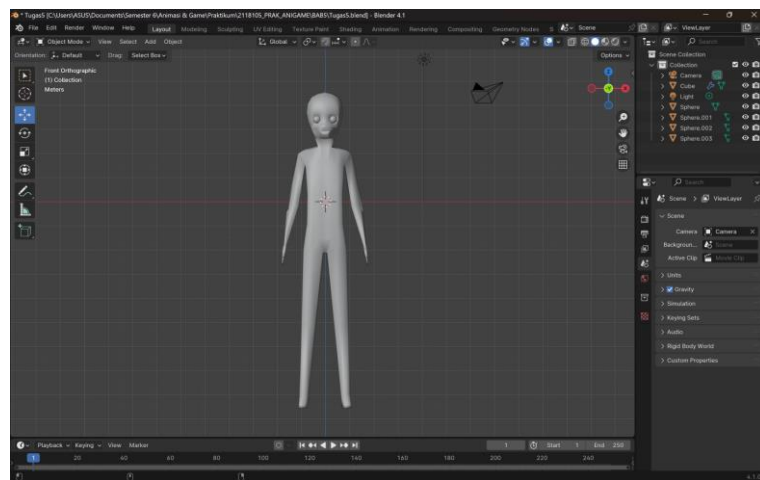 * Tugas5 [C:\Users\ASUS\Documents\Semester 6\Animasi & Game\Praktikum\2118105_PRAK_ANIGAME\BAB5\Tugas5.blend] - Blender 4.1
File Edit Render Window Help Layout Modeling Sculpting UV Editing Texture Paint Shading Animation Rendering Compositing Geometry Nodes S Scene ViewLayer
Object Mode View Select Add Object Global
Orientation: Default Drag: Select Box Options
Front Orthographic
(1) Collection
Meters
Search
Scene Collection
Collection
Camera
Cube
Light
Sphere
Sphere.001
Sphere.002
Sphere.003
Search
Scene ViewLayer
Scene
Camera Camera
Backgroun... Scene
Active Clip Movie Clip
Units
Gravity
Simulation
Keying Sets
Audio
Rigid Body World
Custom Properties
Playback Keying View Marker 1 Start 1 End 250
1 20 40 60 80 100 120 140 160 180 200 220 240